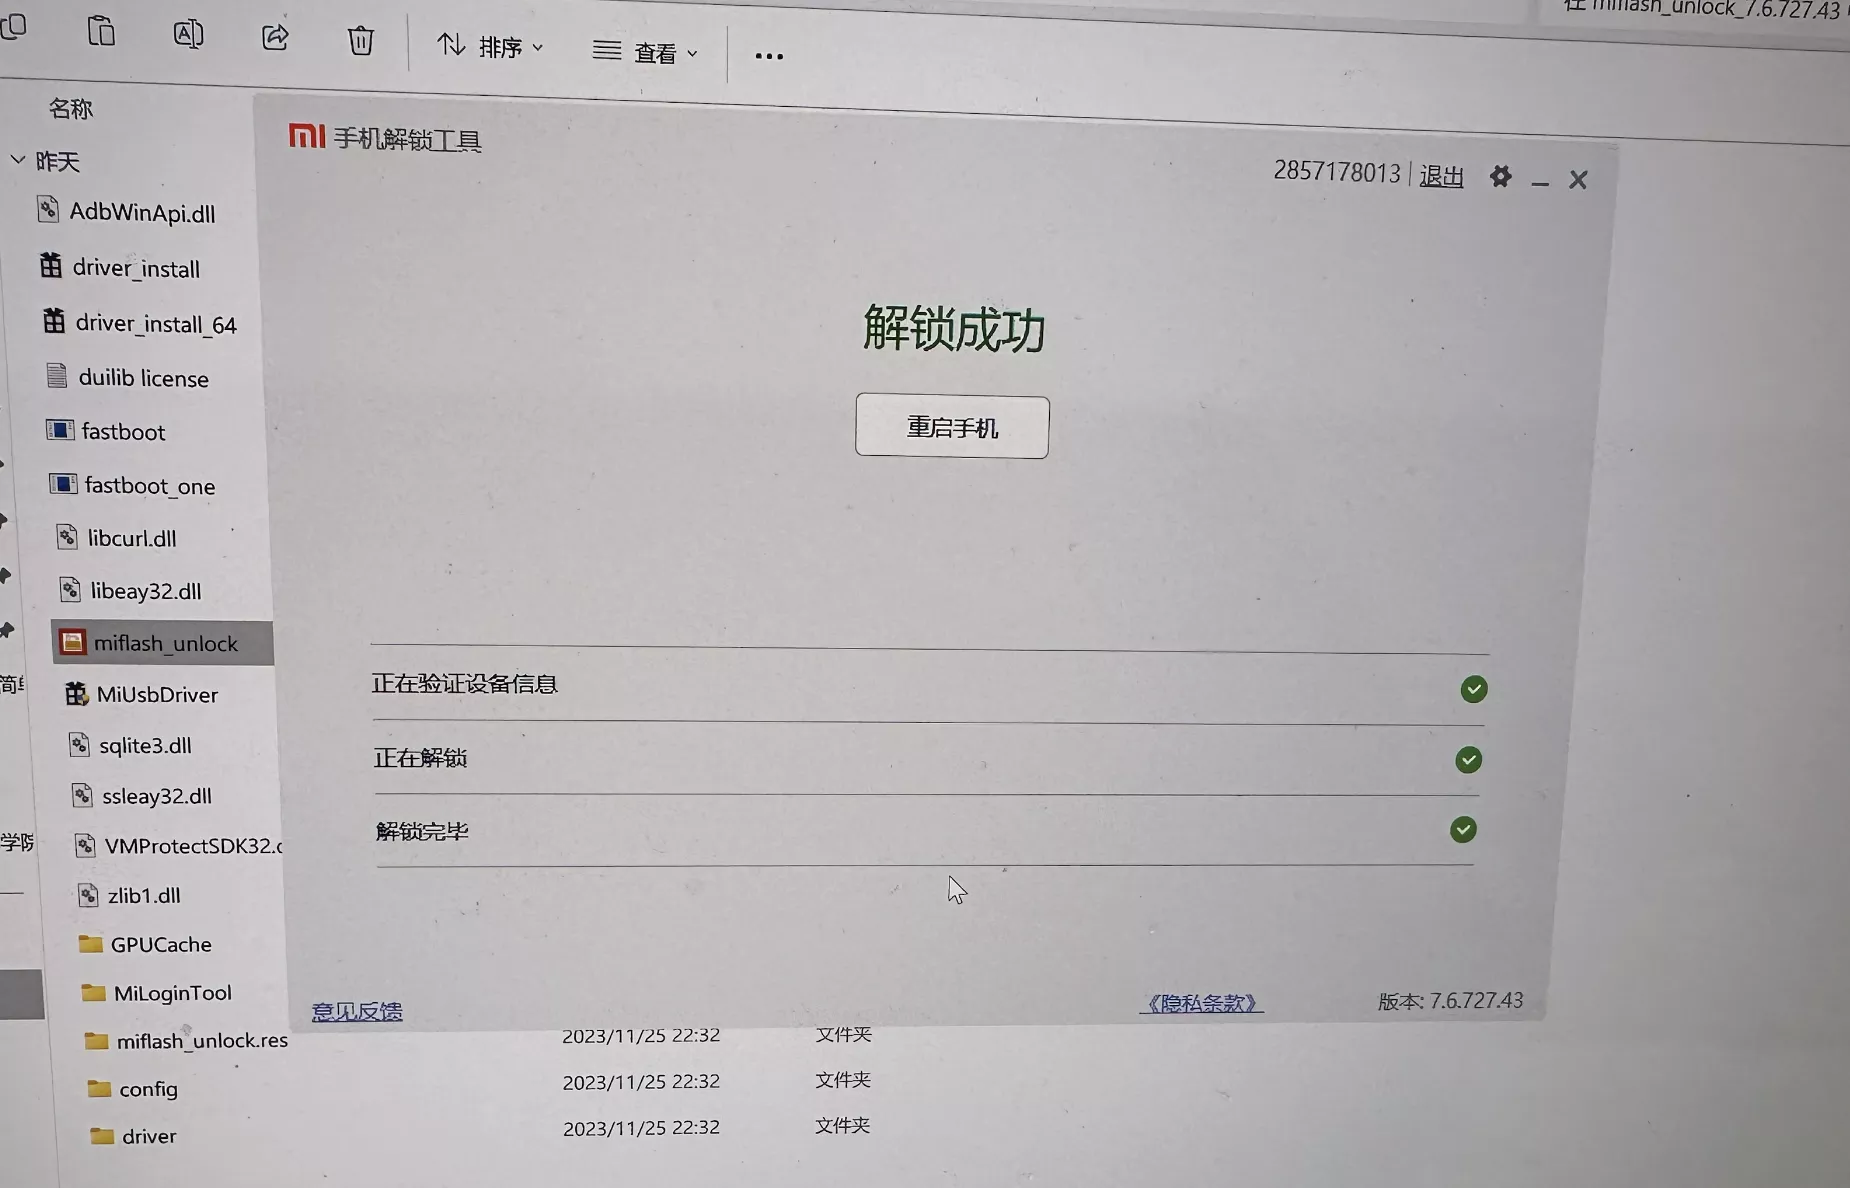 在 miflash_unlock_7.6.727.43
排序
查看
名称
昨天
AdbWinApi.dll
driver_install
driver_install_64
duilib license
fastboot
fastboot_one
libcurl.dll
libeay32.dll
miflash_unlock
MiUsbDriver
sqlite3.dll
ssleay32.dll
VMProtectSDK32.
zlib1.dll
GPUCache
MiLoginTool
miflash_unlock.res 2023/11/25 22:32 文件夹
config 2023/11/25 22:32 文件夹
driver 2023/11/25 22:32 文件夹
学院
手机解锁工具
2857178013 | 退出
解锁成功
重启手机
正在验证设备信息
正在解锁
解锁完毕
意见反馈
《隐私条款》
版本: 7.6.727.43